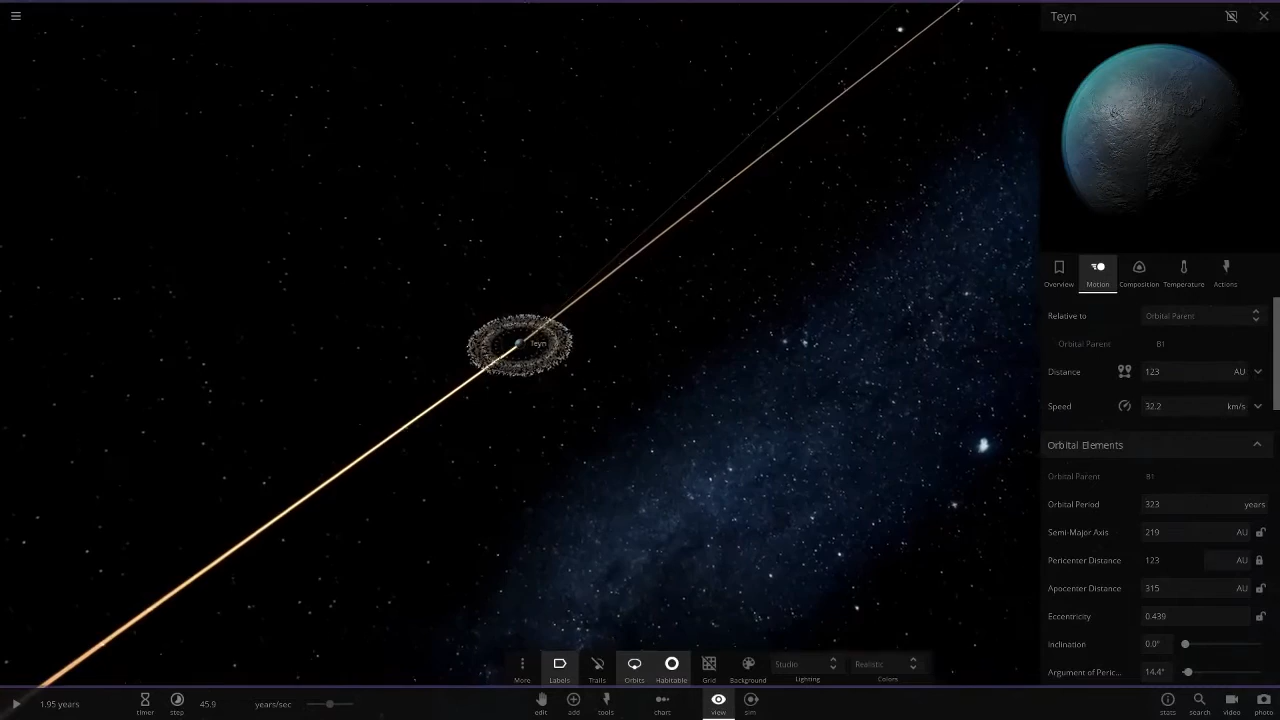 Teyn
Overview
Motion
Composition
Temperature
Actions
Relative to
Orbital Parent
Orbital Parent
B1
Distance
123
AU
Speed
32.2
km/s
Orbital Elements
Orbital Parent
B1
Orbital Period
323
years
Semi-Major Axis
219
AU
Pericenter Distance
123
AU
Apocenter Distance
315
AU
Eccentricity
0.439
Inclination
0.0°
Argument of Peric...
14.4°
Teyn
More
Labels
Trails
Orbits
Habitable
Grid
Background
Studio
Lighting
Realistic
Colors
1.95 years
timer
step
45.9
years/sec
edit
add
tools
chart
view
sim
stats
search
video
photo